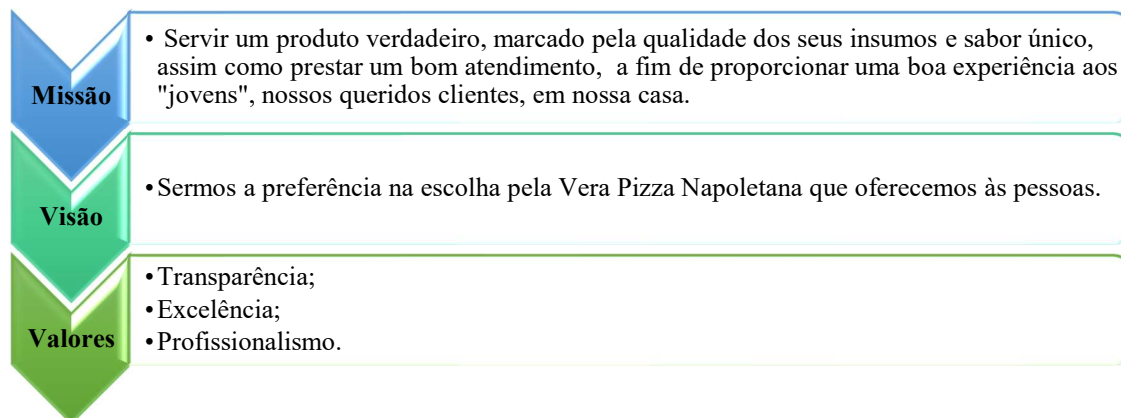 Missão
• Servir um produto verdadeiro, marcado pela qualidade dos seus insumos e sabor único,
assim como prestar um bom atendimento, a fim de proporcionar uma boa experiência aos
"jovens", nossos queridos clientes, em nossa casa.
Visão
•Sermos a preferência na escolha pela Vera Pizza Napoletana que oferecemos às pessoas.
Valores
•Transparência;
•Excelência;
•Profissionalismo.